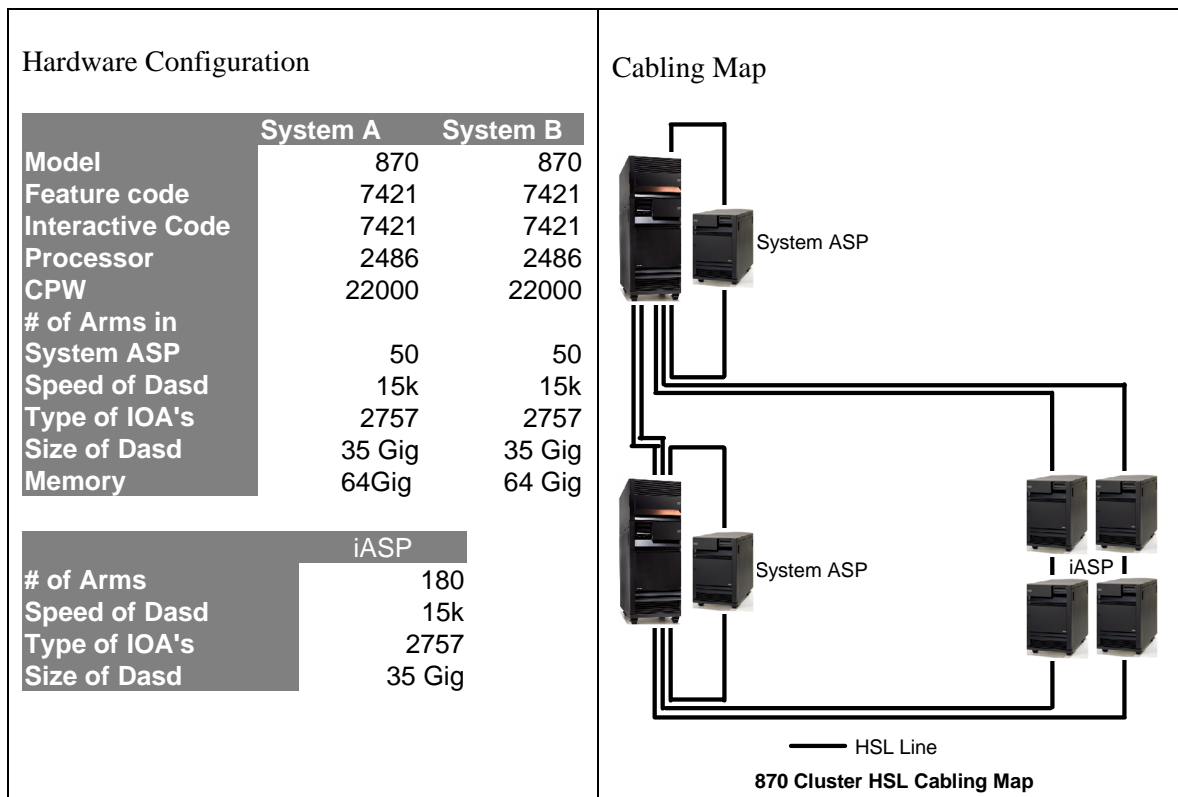 Hardware Configuration
System A System B
Model 870 870
Feature code 7421 7421
Interactive Code 7421 7421
Processor 2486 2486
CPW 22000 22000
# of Arms in
System ASP 50 50
Speed of Dasd 15k 15k
Type of IOA's 2757 2757
Size of Dasd 35 Gig 35 Gig
Memory 64Gig 64 Gig
iASP
# of Arms 180
Speed of Dasd 15k
Type of IOA's 2757
Size of Dasd 35 Gig
Cabling Map
System ASP
System ASP
iASP
HSL Line
870 Cluster HSL Cabling Map